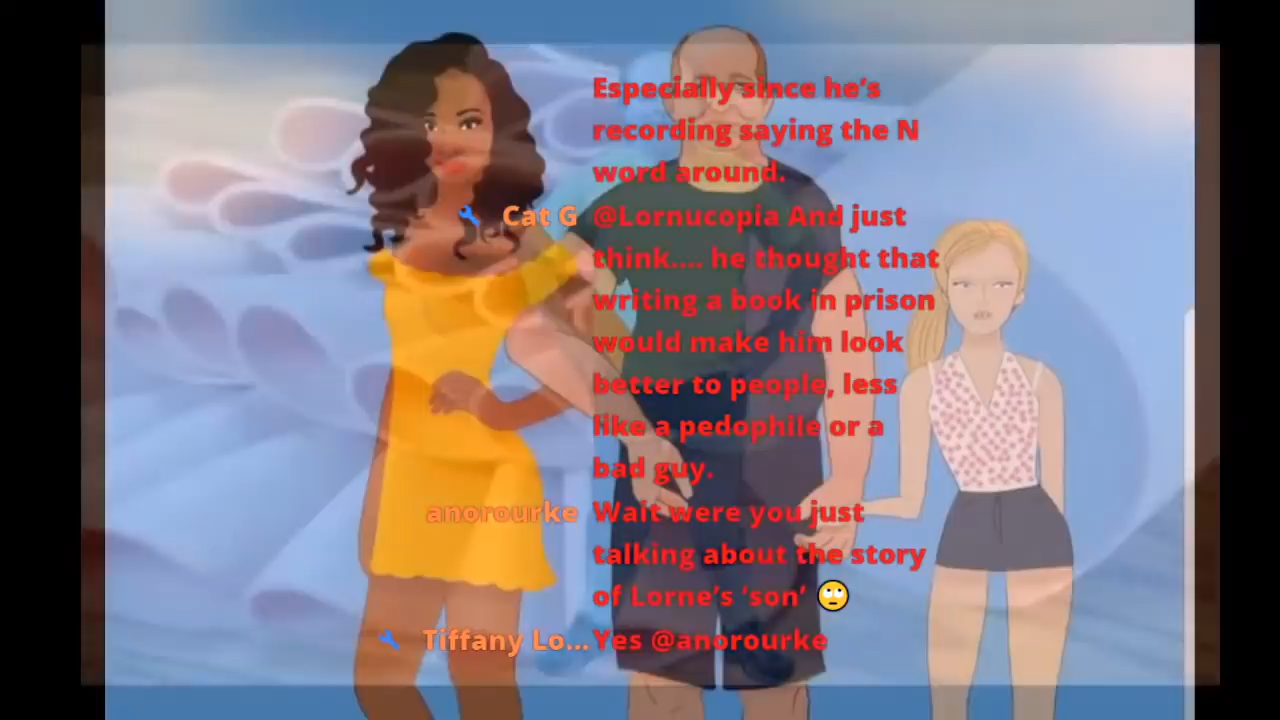 Especially since he's
recording saying the N
word around.
Cat G @Lornucopia And just
think.... he thought that
writing a book in prison
would make him look
better to people, less
like a pedophile or a
bad guy.
anorourke Wait were you just
talking about the story
of Lorne's 'son' 🙄
Tiffany Lo... Yes @anorourke